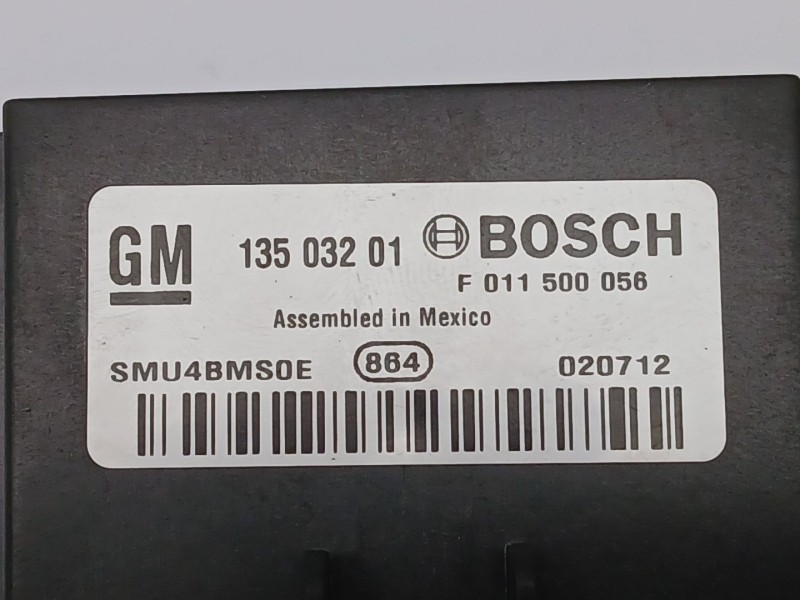 GM 135 032 01 BOSCH
F 011 500 056
Assembled in Mexico
SMU4BMS0E 864 020712